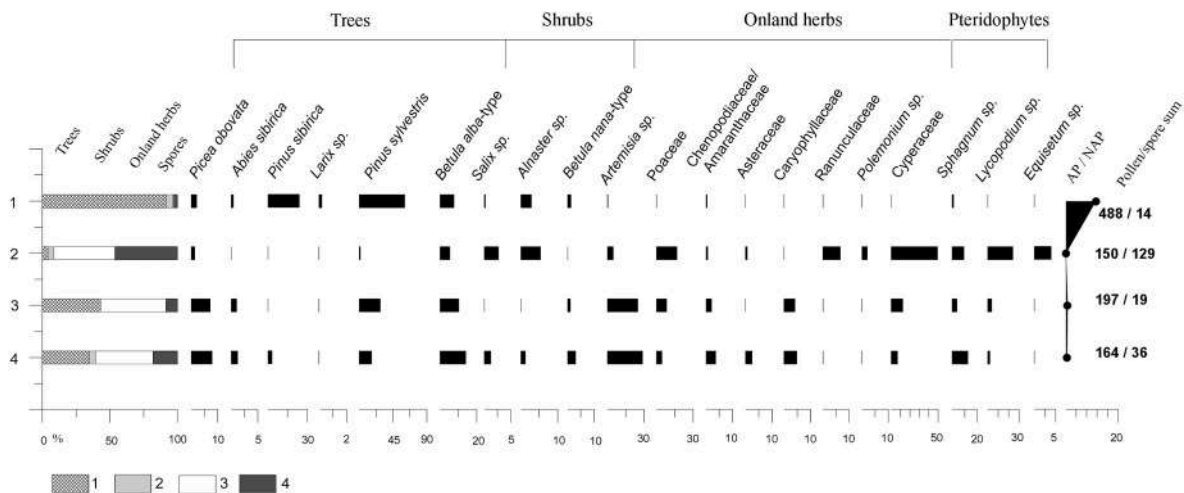 Trees Shrubs Onland herbs Pteridophytes
Trees
Shrubs
Onland herbs
Spores
Picea obovata
Abies sibirica
Pinus sibirica
Larix sp.
Pinus sylvestris
Betula alba-type
Salix sp.
Alnaster sp.
Betula nana-type
Artemisia sp.
Poaceae
Chenopodiaceae/
Amaranthaceae
Asteraceae
Caryophyllaceae
Ranunculaceae
Polemonium sp.
Cyperaceae
Sphagnum sp.
Lycopodium sp.
Equisetum sp.
AP / NAP
Pollen/spore sum
1 488 / 14
2 150 / 129
3 197 / 19
4 164 / 36
0 % 50 100 10 5 30 2 45 90 20 5 10 10 30 30 10 10 10 10 10 50 10 30 5 20
1 2 3 4